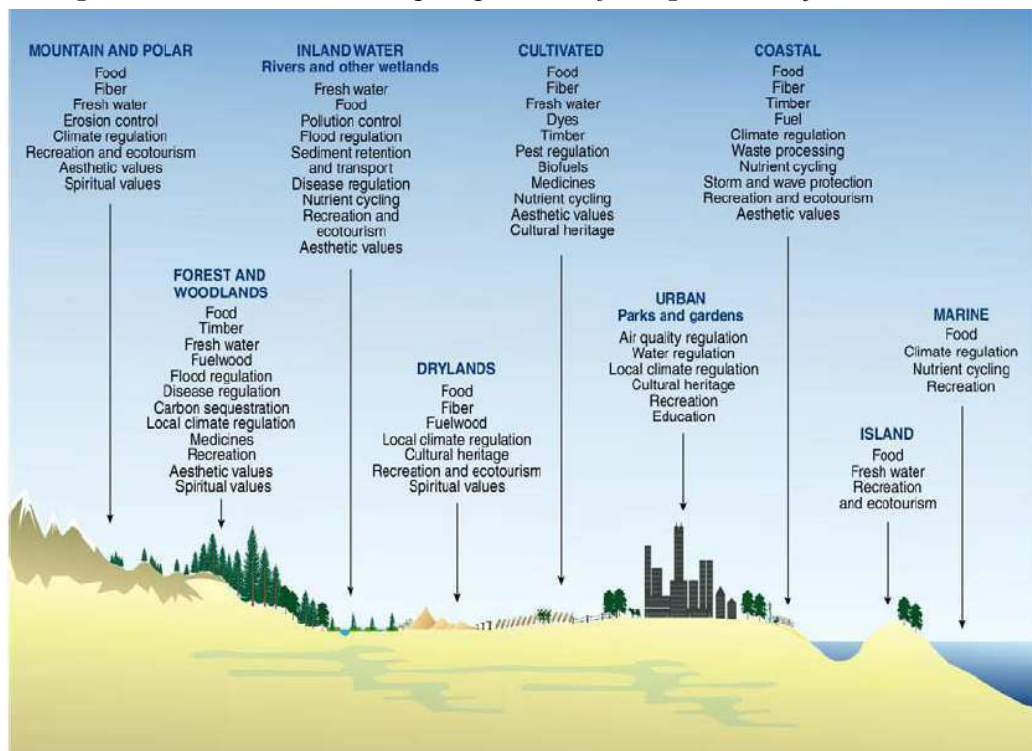 MOUNTAIN AND POLAR
Food
Fiber
Fresh water
Erosion control
Climate regulation
Recreation and ecotourism
Aesthetic values
Spiritual values
INLAND WATER
Rivers and other wetlands
Fresh water
Food
Pollution control
Flood regulation
Sediment retention
and transport
Disease regulation
Nutrient cycling
Recreation and
ecotourism
Aesthetic values
CULTIVATED
Food
Fiber
Fresh water
Dyes
Timber
Pest regulation
Biofuels
Medicines
Nutrient cycling
Aesthetic values
Cultural heritage
COASTAL
Food
Fiber
Timber
Fuel
Climate regulation
Waste processing
Nutrient cycling
Storm and wave protection
Recreation and ecotourism
Aesthetic values
FOREST AND
WOODLANDS
Food
Timber
Fresh water
Fuelwood
Flood regulation
Disease regulation
Carbon sequestration
Local climate regulation
Medicines
Recreation
Aesthetic values
Spiritual values
DRYLANDS
Food
Fiber
Fuelwood
Local climate regulation
Cultural heritage
Recreation and ecotourism
Spiritual values
URBAN
Parks and gardens
Air quality regulation
Water regulation
Local climate regulation
Cultural heritage
Recreation
Education
MARINE
Food
Climate regulation
Nutrient cycling
Recreation
ISLAND
Food
Fresh water
Recreation
and ecotourism